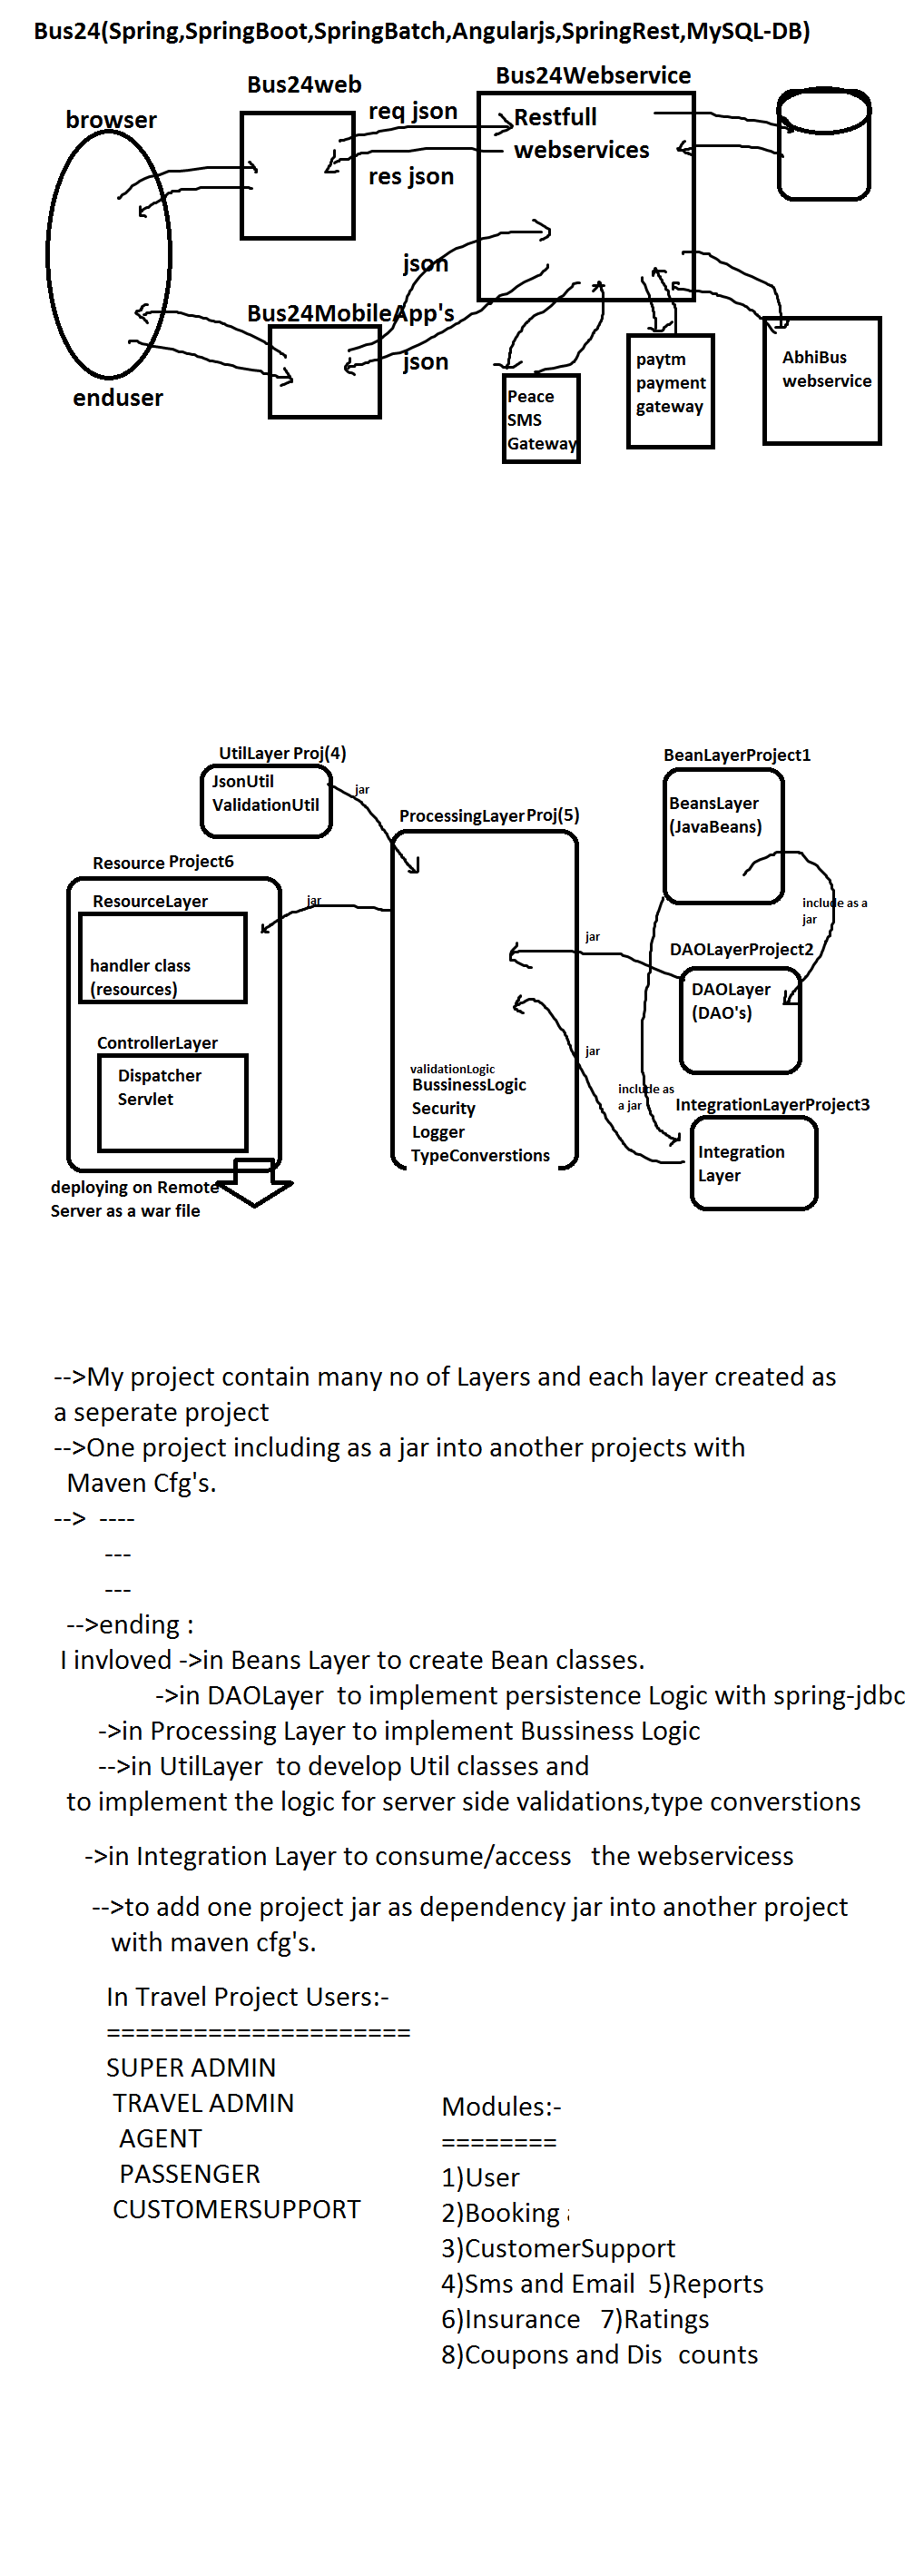 Bus24(Spring,SpringBoot,SpringBatch,Angularjs,SpringRest,MySQL-DB)
Bus24web
Bus24Webservice
browser
req json
Restfull
webservices
res json
json
Bus24MobileApp's
json
enduser
Peace
SMS
Gateway
paytm
payment
gateway
AbhiBus
webservice
UtilLayer Proj(4)
JsonUtil
ValidationUtil
jar
BeanLayerProject1
BeansLayer
(JavaBeans)
ProcessingLayer Proj(5)
Resource Project6
ResourceLayer
jar
handler class
(resources)
include as a
jar
jar
DAOLayerProject2
DAOLayer
(DAO's)
ControllerLayer
Dispatcher
Servlet
jar
validationLogic
BussinessLogic
Security
Logger
TypeConverstions
include as
a jar
IntegrationLayerProject3
Integration
Layer
deploying on Remote
Server as a war file
-->My project contain many no of Layers and each layer created as
a seperate project
-->One project including as a jar into another projects with
Maven Cfg's.
--> ----
---
---
-->ending :
I invloved ->in Beans Layer to create Bean classes.
->in DAOLayer to implement persistence Logic with spring-jdbc
->in Processing Layer to implement Bussiness Logic
-->in UtilLayer to develop Util classes and
to implement the logic for server side validations,type converstions
->in Integration Layer to consume/access the webservicess
-->to add one project jar as dependency jar into another project
with maven cfg's.
In Travel Project Users:-
=====================
SUPER ADMIN
TRAVEL ADMIN
AGENT
PASSENGER
CUSTOMERSUPPORT
Modules:-
========
1)User
2)Booking
3)CustomerSupport
4)Sms and Email 5)Reports
6)Insurance 7)Ratings
8)Coupons and Dis counts